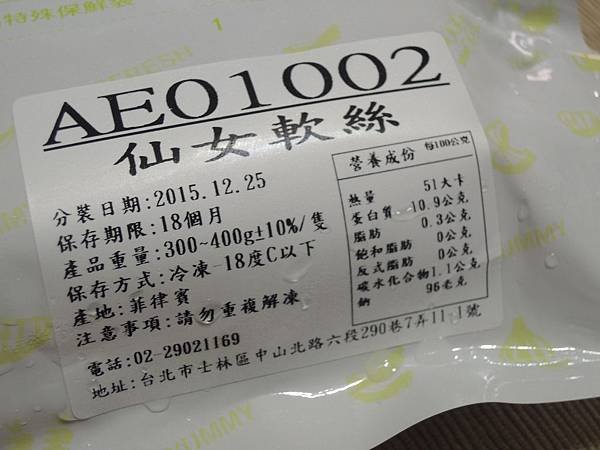 特殊保鮮袋
1
FRESH
AE01002
仙女軟絲
分裝日期:2015.12.25
保存期限:18個月
產品重量:300~400g±10%/隻
保存方式:冷凍-18度C以下
產地:菲律賓
注意事項:請勿重複解凍
電話:02-29021169
地址:台北市士林區中山北路六段290巷7弄11-1號
營養成份 每100公克
熱量 51大卡
蛋白質 10.9公克
脂肪 0.3公克
飽和脂肪 0公克
反式脂肪 0公克
碳水化合物1.1公克
鈉 96毫克
YUMMY
YUMMY